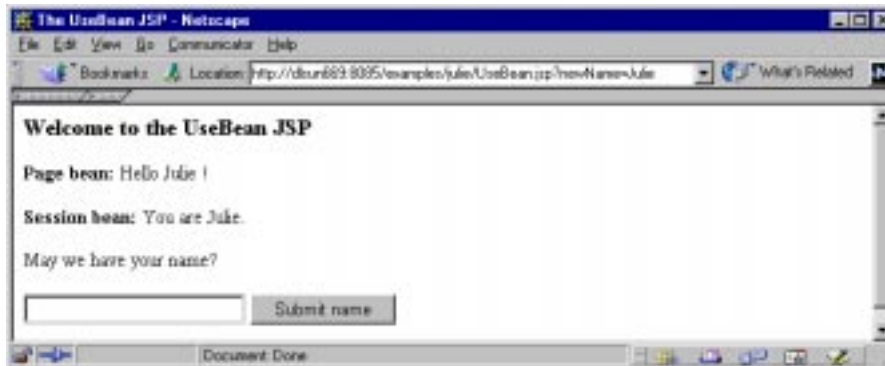 The UseBean JSP - Netscape
File Edit View Go Communicator Help
Bookmarks Location: http://dlsun669:8095/examples/julie/UseBean.jsp?newName=Julie What's Related
Welcome to the UseBean JSP
Page bean: Hello Julie !
Session bean: You are Julie.
May we have your name?
Submit name
Document: Done